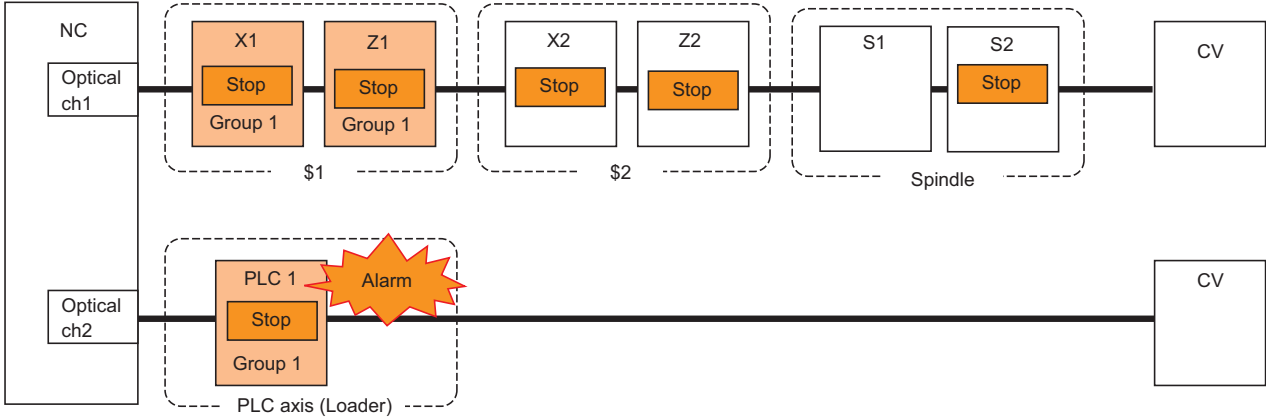 NC
Optical
ch1
X1
Stop
Group 1
Z1
Stop
Group 1
$1
X2
Stop
Z2
Stop
$2
S1
S2
Stop
Spindle
CV
Optical
ch2
PLC 1
Stop
Group 1
Alarm
PLC axis (Loader)
CV